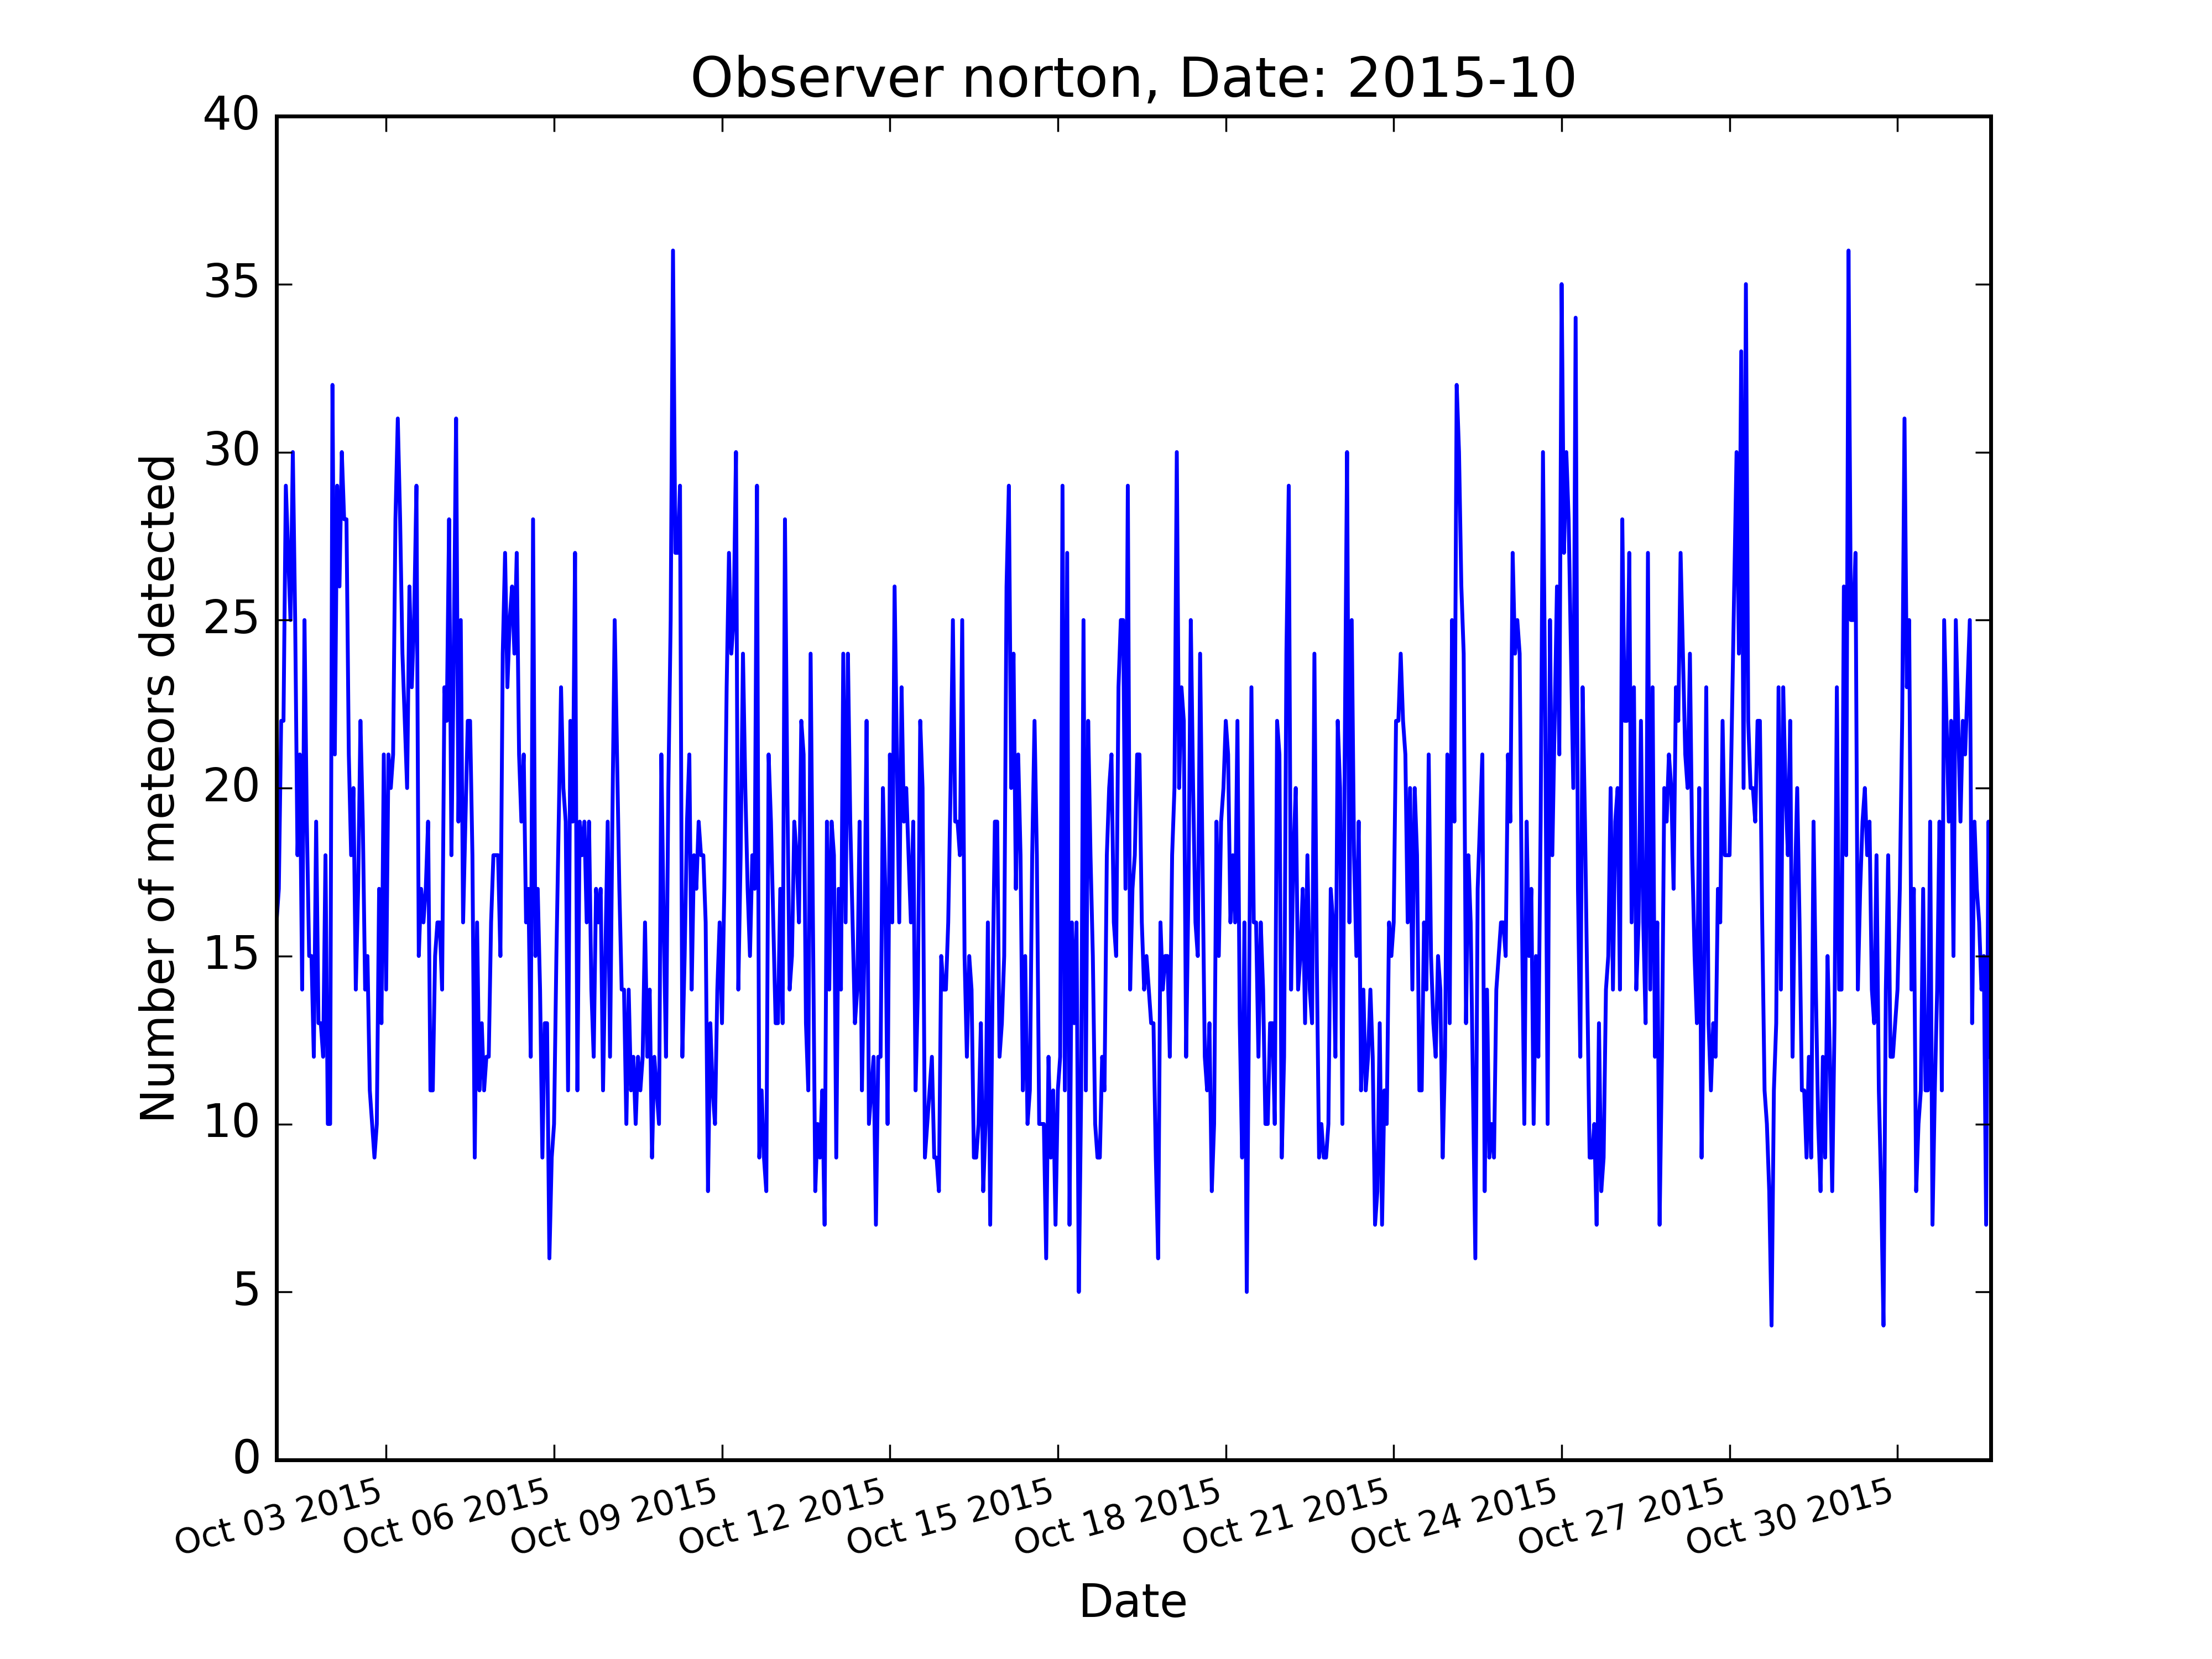 Observer norton, Date: 2015-10
Number of meteors detected
40
35
30
25
20
15
10
5
0
Oct 03 2015
Oct 06 2015
Oct 09 2015
Oct 12 2015
Oct 15 2015
Oct 18 2015
Oct 21 2015
Oct 24 2015
Oct 27 2015
Oct 30 2015
Date